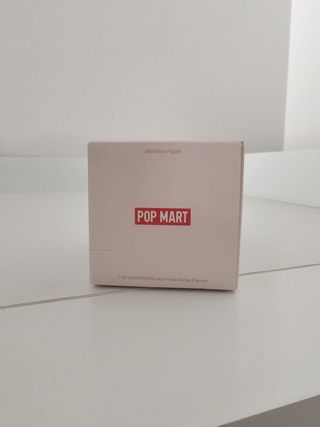 Blind Box Figure
POP MART
THE MONSTERS Lazy Yoga Series Figures